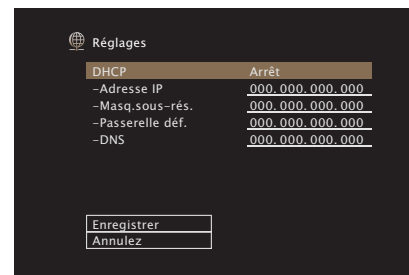 Réglages
DHCP Arrêt
-Adresse IP 000.000.000.000
-Masq.sous-rés. 000.000.000.000
-Passerelle déf. 000.000.000.000
-DNS 000.000.000.000
Enregistrer
Annulez